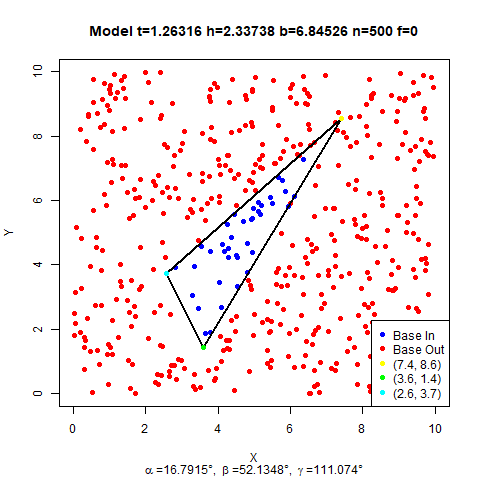 Model t=1.26316 h=2.33738 b=6.84526 n=500 f=0
10
8
6
4
2
0
Y
Base In
Base Out
(7.4, 8.6)
(3.6, 1.4)
(2.6, 3.7)
0 2 4 6 8 10
X
α=16.7915°, β=52.1348°, γ=111.074°